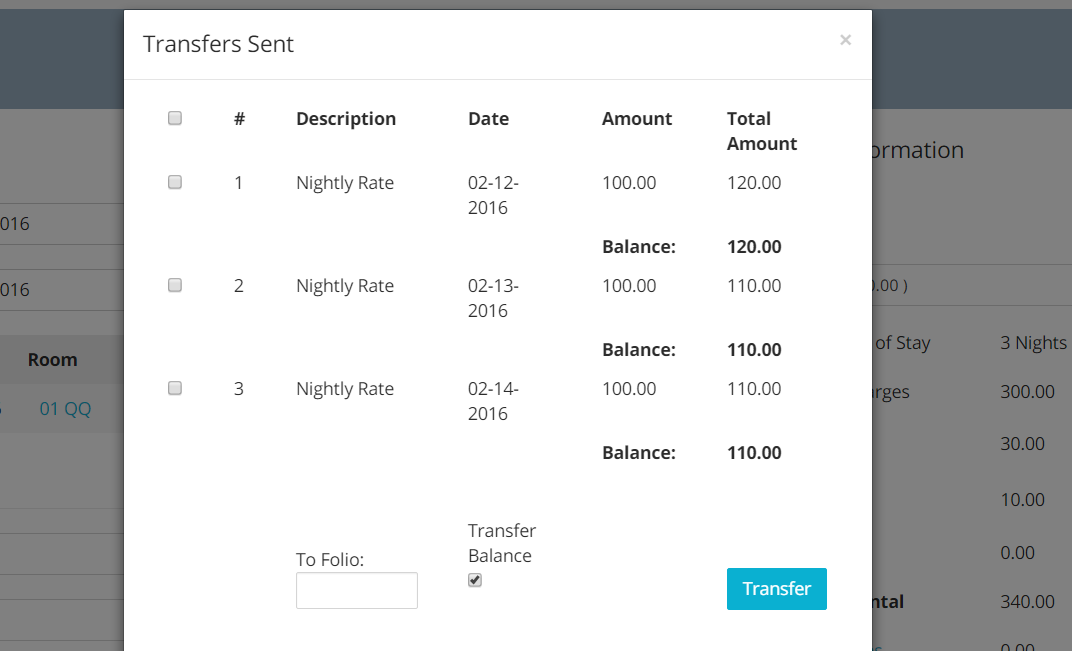 Transfers Sent ×
# Description Date Amount Total
Amount
1 Nightly Rate 02-12- 100.00 120.00
2016
Balance: 120.00
2 Nightly Rate 02-13- 100.00 110.00
2016
Balance: 110.00
3 Nightly Rate 02-14- 100.00 110.00
2016
Balance: 110.00
Transfer
Balance
To Folio:
Transfer
016
016
Room
01 QQ
ormation
0.00 )
of Stay 3 Nights
rges 300.00
30.00
10.00
0.00
ntal 340.00